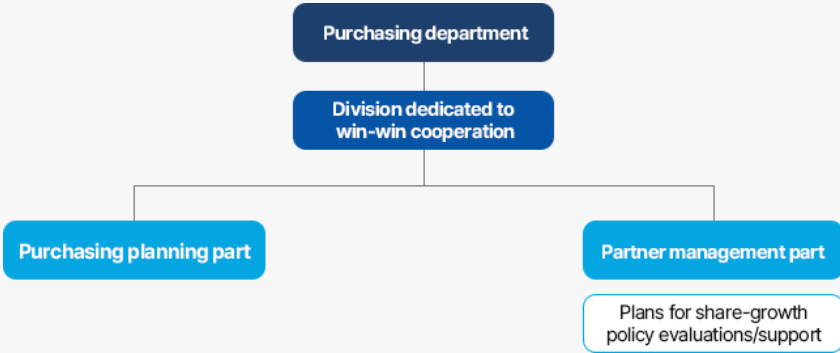 Purchasing department
Division dedicated to
win-win cooperation
Purchasing planning part
Partner management part
Plans for share-growth
policy evaluations/support